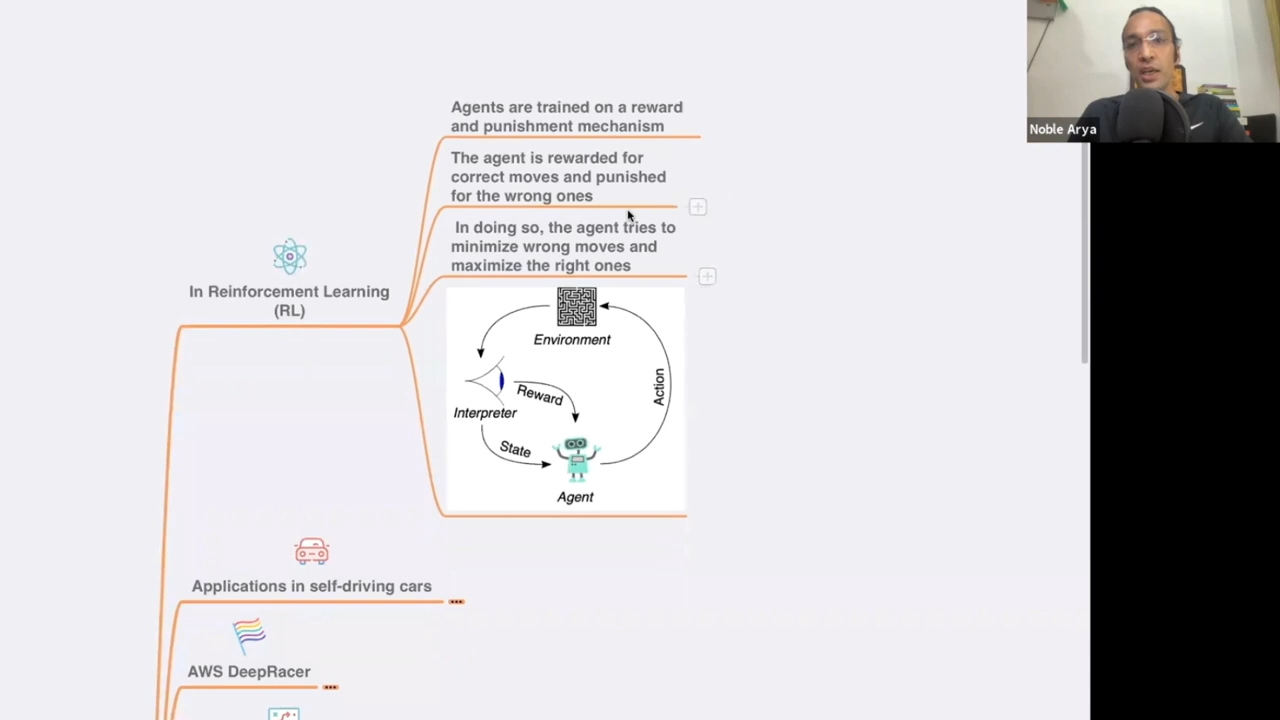 Noble Arya
Agents are trained on a reward
and punishment mechanism
The agent is rewarded for
correct moves and punished
for the wrong ones
In doing so, the agent tries to
minimize wrong moves and
maximize the right ones
In Reinforcement Learning
(RL)
Environment
Reward
Action
Interpreter
State
Agent
Applications in self-driving cars
AWS DeepRacer